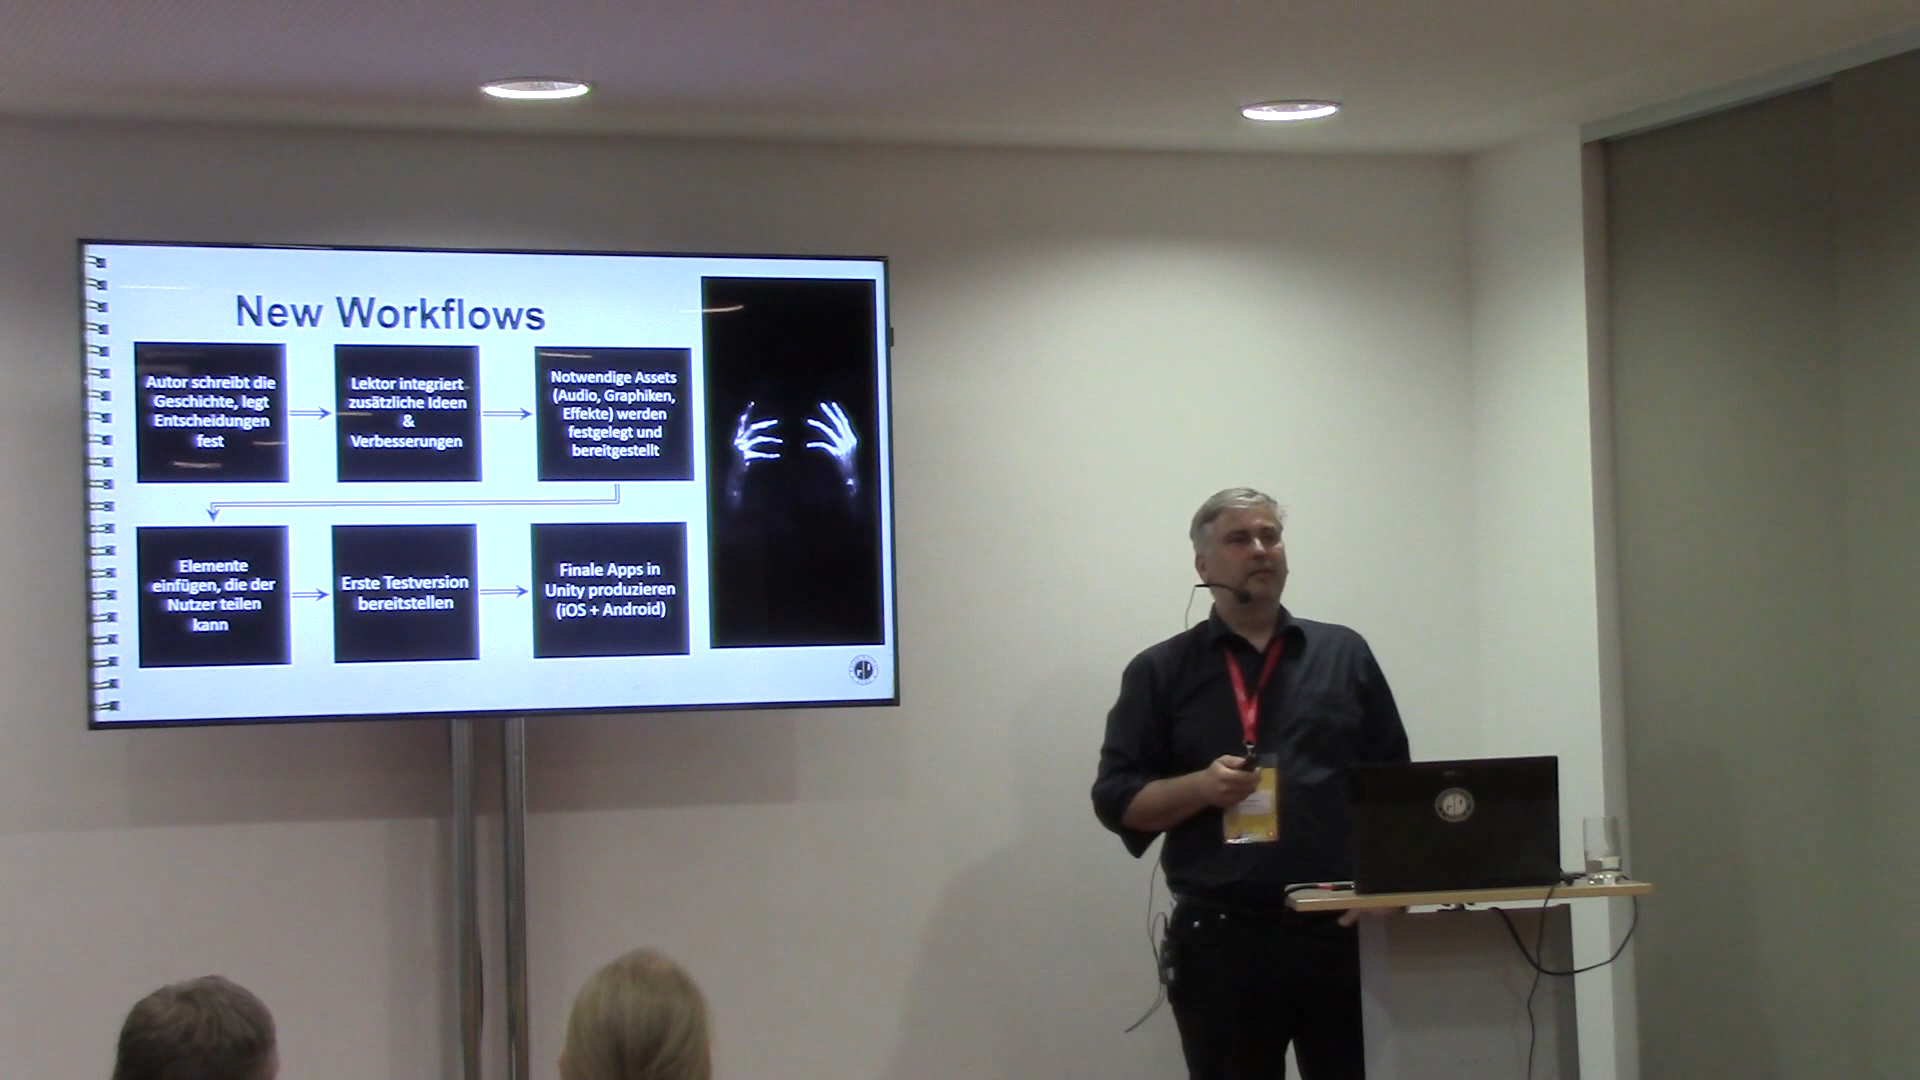 New Workflows
Autor schreibt die
Geschichte, legt
Entscheidungen
fest
Lektor integriert
zusätzliche Ideen
&
Verbesserungen
Notwendige Assets
(Audio, Graphiken,
Effekte) werden
festgelegt und
bereitgestellt
Elemente
einfügen, die der
Nutzer teilen
kann
Erste Testversion
bereitstellen
Finale Apps in
Unity produzieren
(iOS + Android)